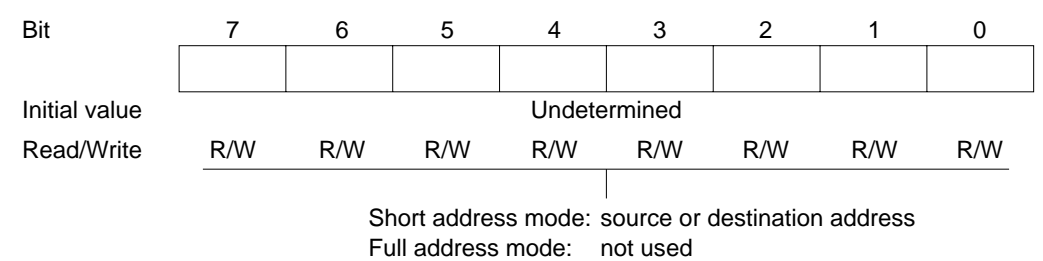 Bit 7 6 5 4 3 2 1 0
Initial value Undetermined
Read/Write R/W R/W R/W R/W R/W R/W R/W R/W
Short address mode: source or destination address
Full address mode: not used